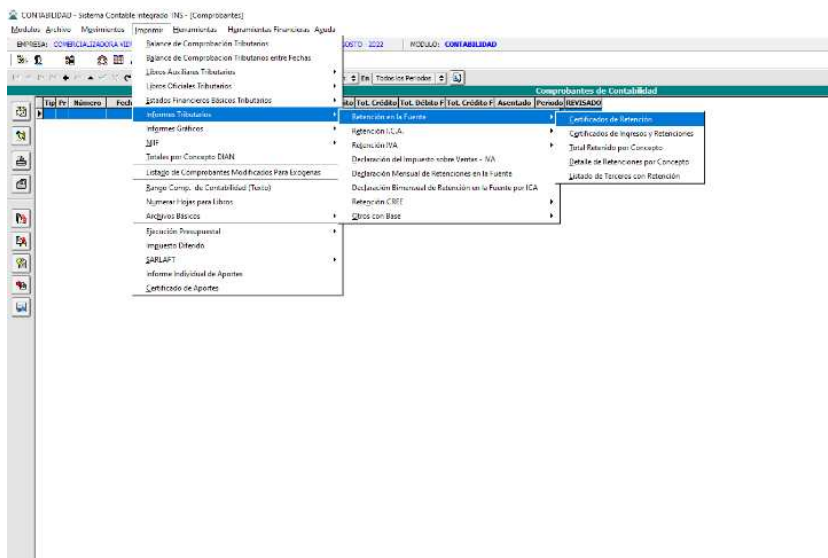 CONTABILIDAD - Sistema Contable Integrado TNS - [Comprobantes]
Modulos Archivo Movimientos Imprimir Herramientas Herramientas Financieras Ayuda
EMPRESA: COMERCIALIZADORA AGOSTO - 2022 MODULO: CONTABILIDAD
En Todos los Periodos
Comprobantes de Contabilidad
Tip Pr Número Fech Tot. Crédito Tot. Débito F Tot. Crédito F Asentado Periodo REVISADO
Balance de Comprobación Tributarios
Balance de Comprobación Tributarios entre Fechas
Libros Auxiliares Tributarios
Libros Oficiales Tributarios
Estados Financieros Básicos Tributarios
Informes Tributarios
Informes Gráficos
NIIF
Totales por Concepto DIAN
Listado de Comprobantes Modificados Para Exogenas
Rango Comp. de Contabilidad (Texto)
Numerar Hojas para Libros
Archivos Básicos
Ejecución Presupuestal
Impuesto Diferido
SARLAFT
Informe Individual de Aportes
Certificado de Aportes
Retención en la Fuente
Retención I.C.A.
Retención IVA
Declaración del Impuesto sobre Ventas - IVA
Declaración Mensual de Retenciones en la Fuente
Declaración Bimensual de Retención en la Fuente por ICA
Retención CREE
Otros con Base
Certificados de Retención
Certificados de Ingresos y Retenciones
Total Retenido por Concepto
Detalle de Retenciones por Concepto
Listado de Terceros con Retención